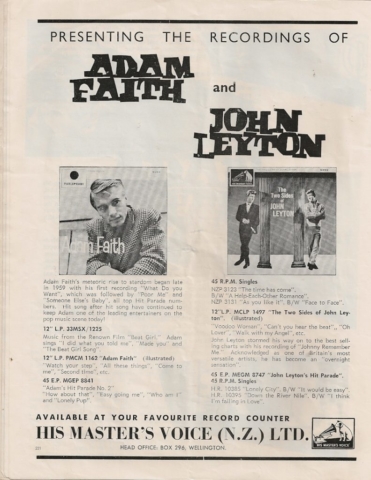 PRESENTING THE RECORDINGS OF
ADAM
FAITH
and
JOHN
LEYTON
PARLOPHONE
Adam Faith
The
Two Sides
of
JOHN
LEYTON
Adam Faith's meteoric rise to stardom began late
in 1959 with his first recording "What Do you
Want", which was followed by "Poor Me" and
"Someone Else's Baby", all top Hit Parade num-
bers. His song after hit song have continued to
keep Adam one of the leading entertainers on the
pop music scene today!
12" L.P. 33MSX/1225
Music from the Renown Film "Beat Girl". Adam
sings "I did what you told me", "Made you" and
"The Beat Girl Song"
12" L.P. PMCM 1162 "Adam Faith" (illustrated)
"Watch your step", "All these things", "Come to
me", "Second time", etc.
45 E.P. MGEP 8841
"Adam's Hit Parade No. 2"
"How about that", "Easy going me", "Who am I"
and "Lonely Pup".
45 R.P.M. Singles
NZP 3125 "The time has come",
B/W "A Help-Each-Other Romance".
NZP 3131 "As you like it", B/W "Face to Face".
12" L.P. MCLP 1497 "The Two Sides of John Ley-
ton". (illustrated)
"Voodoo Woman", "Can't you hear the beat", "Oh
Lover", "Walk with my Angel", etc.
John Leyton stormed his way on to the best sell-
ing charts with his recording of "Johnny Remember
Me". Acknowledged as one of Britain's most
versatile artists, he has become an "overnight
sensation".
45 E.P. MEGM 5747 "John Leyton's Hit Parade".
45 R.P.M. Singles
H.R. "Lonely City", B/W "It would be easy"
H.R. "Down the River Nile", B/W "I think
I'm falling in Love".
AVAILABLE AT YOUR FAVOURITE RECORD COUNTER
HIS MASTER'S VOICE (N.Z.) LTD.
HEAD OFFICE: BOX 296, WELLINGTON.